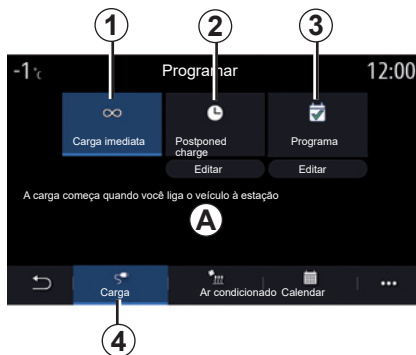 1
2
3
-1°C
Programar
12:00
Carga imediata
Postponed
charge
Programa
Editar
Editar
A carga começa quando você liga o veículo à estação
A
Carga
Ar condicionado
Calendar
4